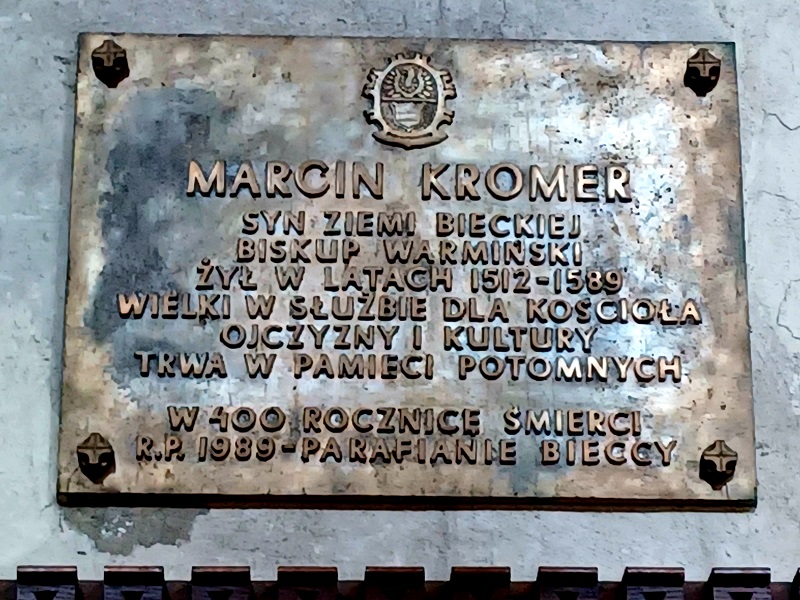 MARCIN KROMER
SYN ZIEMI BIECKIEJ
BISKUP WARMIŃSKI
ŻYŁ W LATACH 1512-1589
WIELKI W SŁUŻBIE DLA KOŚCIOŁA
OJCZYZNY I KULTURY
TRWA W PAMIĘCI POTOMNYCH
W 400 ROCZNICĘ ŚMIERCI
R.P. 1989-PARAFIANIE BIECCY